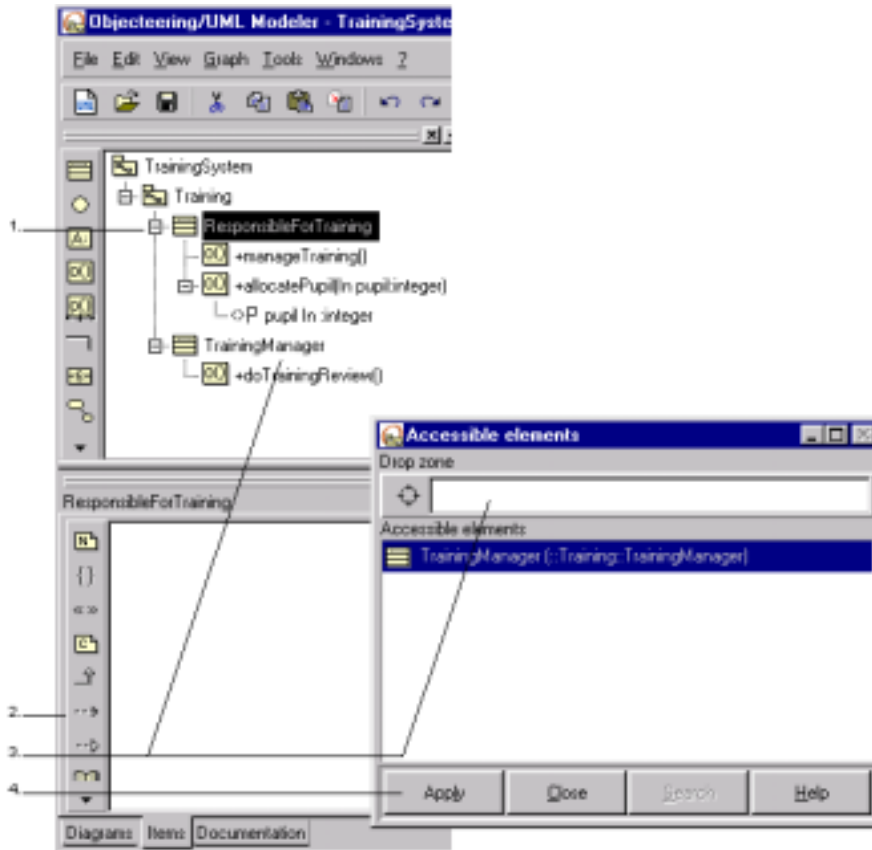 Objecteering/UML Modeler - TrainingSyste
File Edit View Graph Tools Windows ?
TrainingSystem
Training
1.
ResponsibleForTraining
+manageTraining()
+allocatePupil(In pupil:integer)
P pupil In :integer
TrainingManager
+doTrainingReview()
Accessible elements
Drop zone
ResponsibleForTraining
Accessible elements
TrainingManager (::Training::TrainingManager)
N
{}
«»
C
2.
3.
4.
Apply Close Search Help
Diagrams Items Documentation